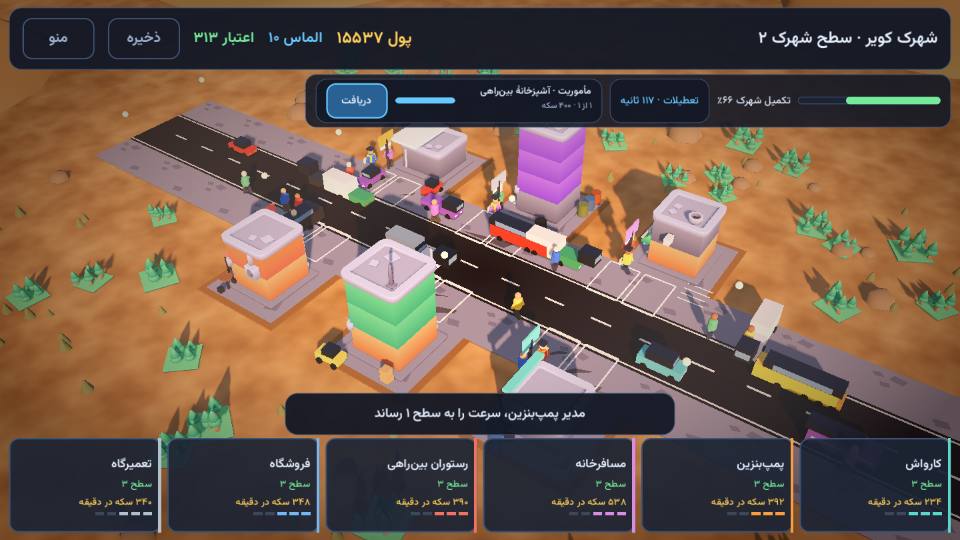 شهرک کویر · سطح شهرک ۲
پول ۱۵۵۳۷
الماس ۱۰
اعتبار ۳۱۳
ذخیره
منو
تکمیل شهرک ۶۶٪
تعطیلات · ۱۱۷ ثانیه
مأموریت · آشپزخانهٔ بین‌راهی
۱ از ۱ · ۴۰۰ سکه
دریافت
مدیر پمپ‌بنزین، سرعت را به سطح ۱ رساند
کارواش
سطح ۳
۲۳۴ سکه در دقیقه
پمپ‌بنزین
سطح ۳
۳۹۲ سکه در دقیقه
مسافرخانه
سطح ۳
۵۳۸ سکه در دقیقه
رستوران بین‌راهی
سطح ۳
۳۹۰ سکه در دقیقه
فروشگاه
سطح ۳
۳۴۸ سکه در دقیقه
تعمیرگاه
سطح ۳
۳۴۰ سکه در دقیقه